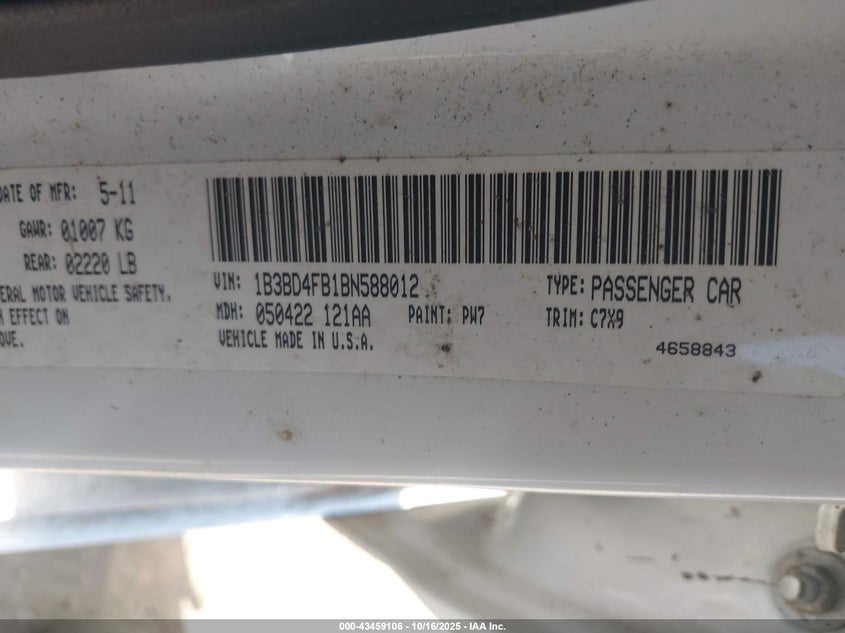 DATE OF MFR: 5-11
GAWR: 01007 KG
REAR: 02220 LB
ERAL MOTOR VEHICLE SAFETY,
N EFFECT ON
OVE.
VIN: 1B3BD4FB1BN588012
TYPE: PASSENGER CAR
MDH: 050422 121AA PAINT: PW7 TRIM: C7X9
VEHICLE MADE IN U.S.A.
4658843
000-43459106 - 10/16/2025 - IAA Inc.